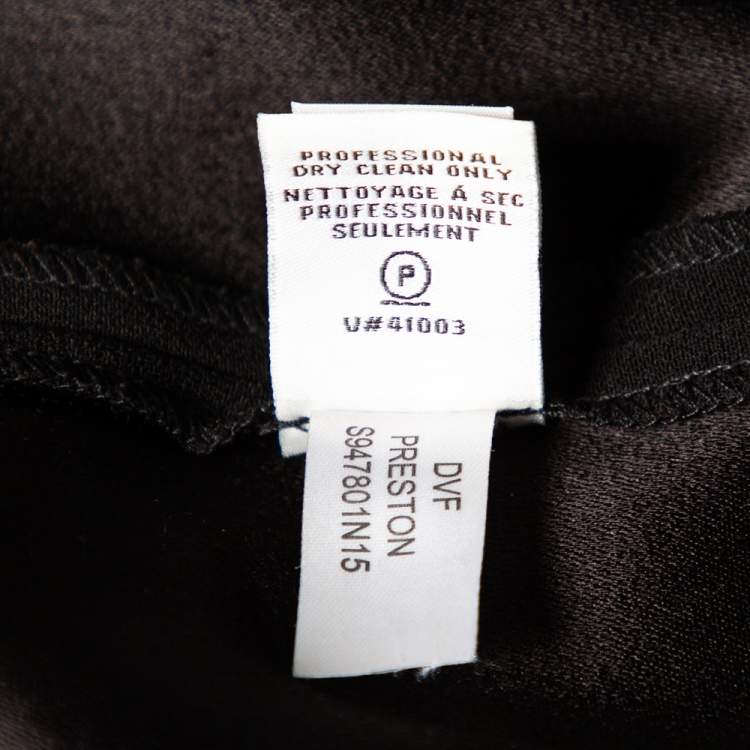 PROFESSIONAL
DRY CLEAN ONLY
NETTOYAGE Á SEC
PROFESSIONNEL
SEULEMENT
P
V#41003
DVF
PRESTON
S947801N15